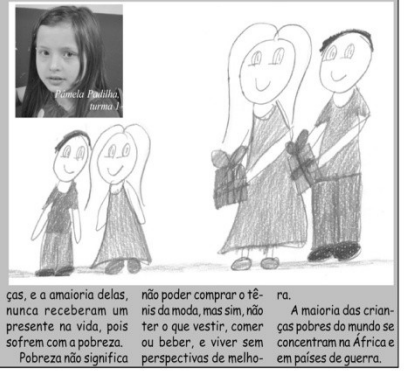 Pamela Padilha,
turma 1
ças, e a amaioria delas,
nunca receberam um
presente na vida, pois
sofrem com a pobreza.
Pobreza não significa
não poder comprar o tê-
nis da moda, mas sim, não
ter o que vestir, comer
ou beber, e viver sem
perspectivas de melho-
ra.
A maioria das crian-
ças pobres do mundo se
concentram na África e
em países de guerra.